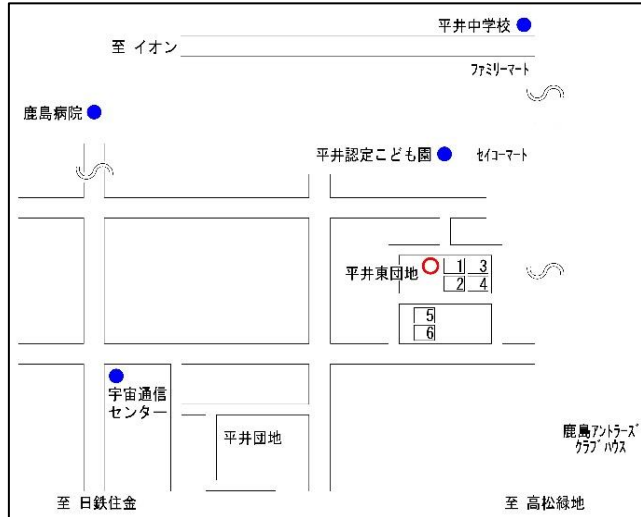 平井中学校
至 イオン
ファミリーマート
鹿島病院
平井認定こども園
セイコーマート
平井東団地
1 3
2 4
5
6
宇宙通信
センター
平井団地
鹿島アントラーズ
クラブハウス
至 日鉄住金
至 高松緑地